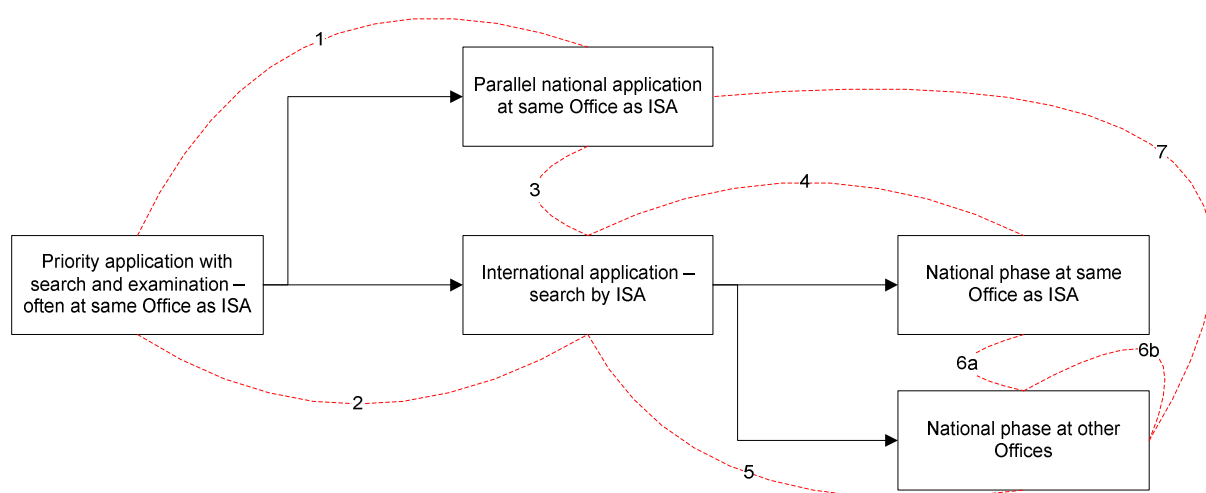 1
Parallel national application
at same Office as ISA
7
3
4
Priority application with
search and examination –
often at same Office as ISA
International application –
search by ISA
National phase at same
Office as ISA
6a
6b
2
National phase at other
Offices
5